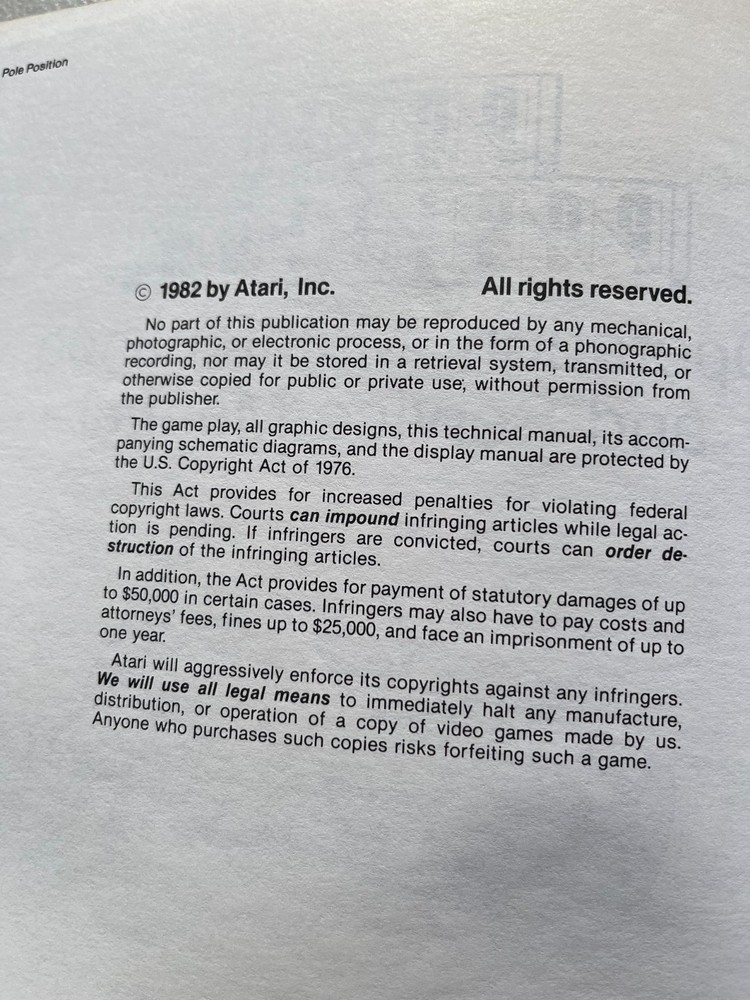 Pole Position
© 1982 by Atari, Inc. All rights reserved.
No part of this publication may be reproduced by any mechanical,
photographic, or electronic process, or in the form of a phonographic
recording, nor may it be stored in a retrieval system, transmitted, or
otherwise copied for public or private use, without permission from
the publisher.
The game play, all graphic designs, this technical manual, its accom-
panying schematic diagrams, and the display manual are protected by
the U.S. Copyright Act of 1976.
This Act provides for increased penalties for violating federal
copyright laws. Courts can impound infringing articles while legal ac-
tion is pending. If infringers are convicted, courts can order de-
struction of the infringing articles.
In addition, the Act provides for payment of statutory damages of up
to $50,000 in certain cases. Infringers may also have to pay costs and
attorneys' fees, fines up to $25,000, and face an imprisonment of up to
one year.
Atari will aggressively enforce its copyrights against any infringers.
We will use all legal means to immediately halt any manufacture,
distribution, or operation of a copy of video games made by us.
Anyone who purchases such copies risks forfeiting such a game.